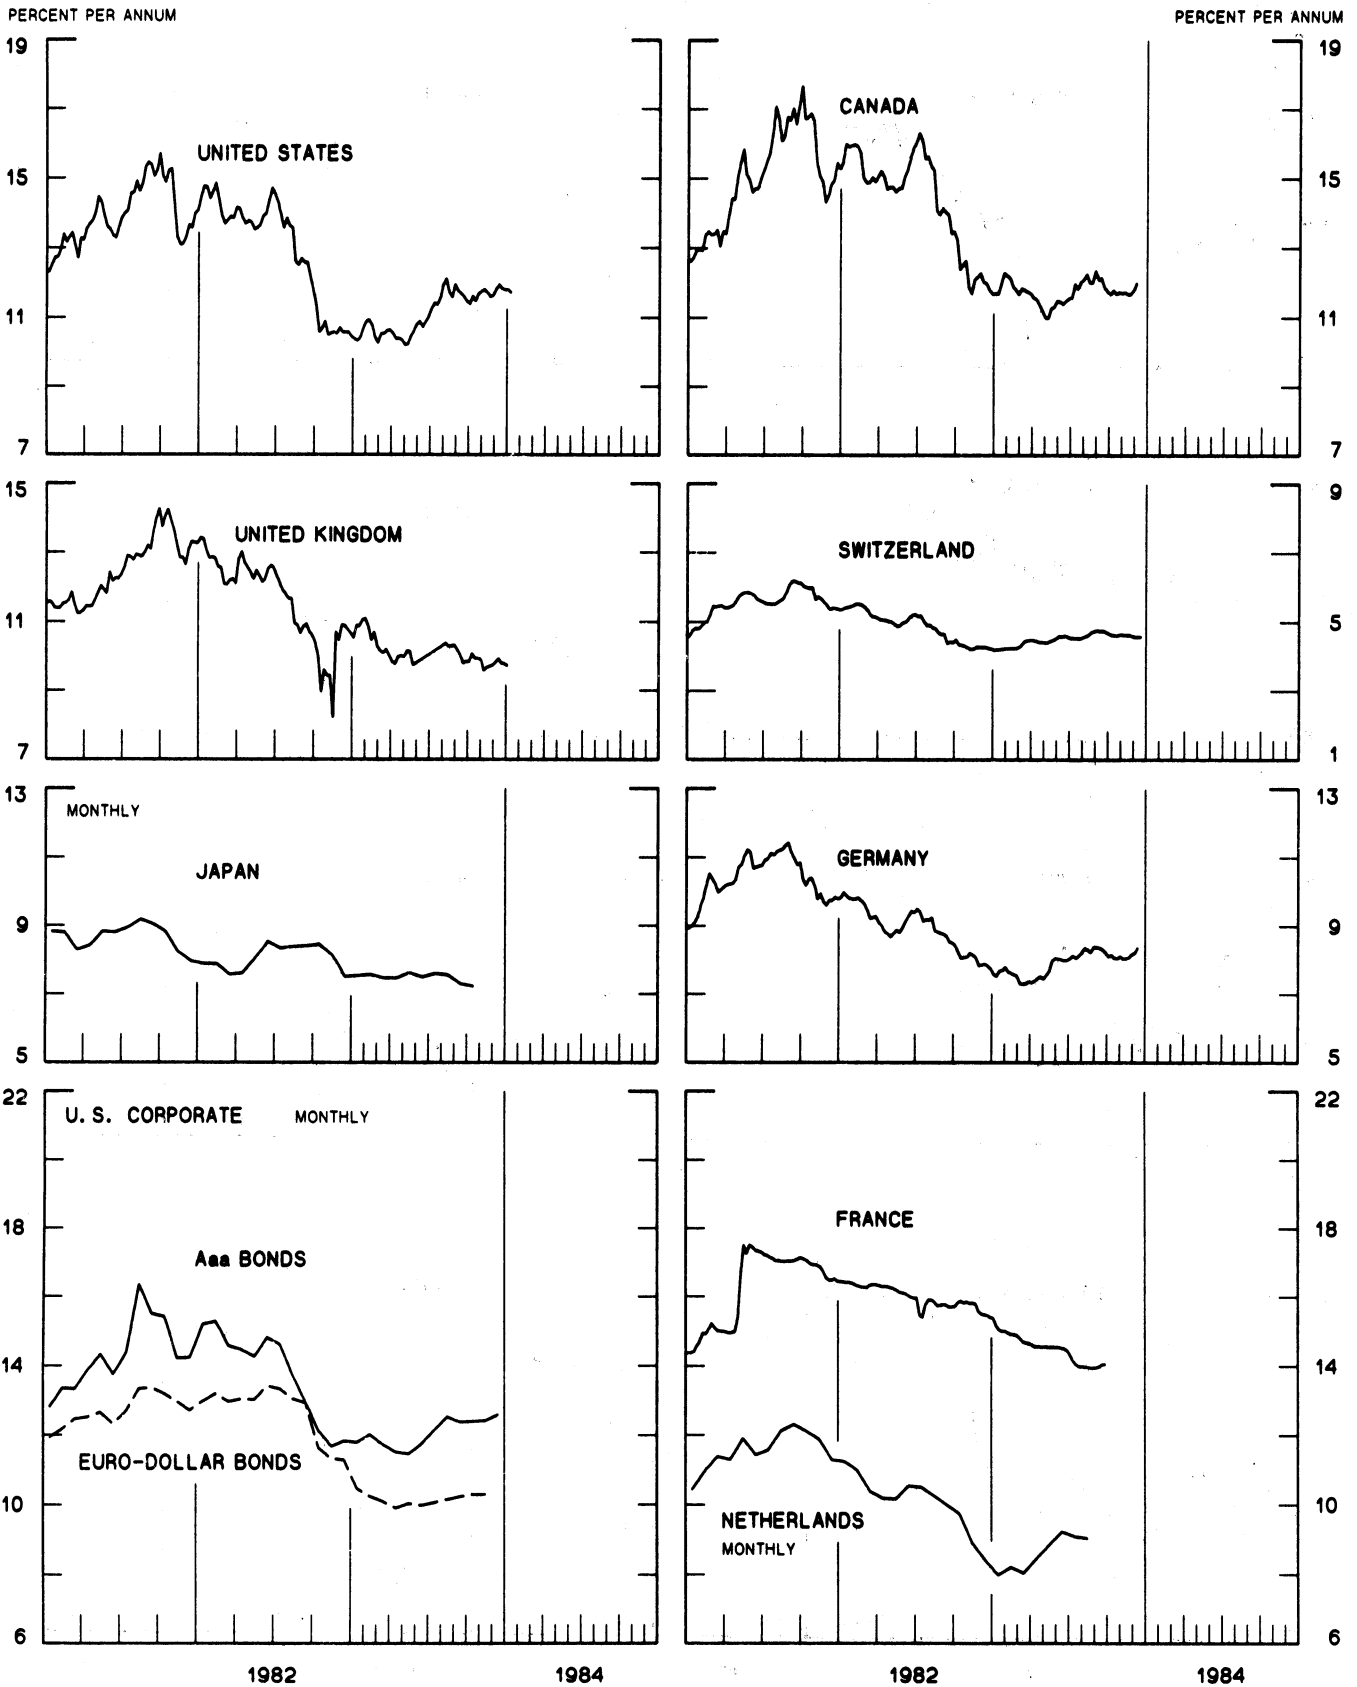 PERCENT PER ANNUM
PERCENT PER ANNUM
19
15
11
7
UNITED STATES
CANADA
19
15
11
7
15
11
7
UNITED KINGDOM
SWITZERLAND
9
5
1
13
9
5
MONTHLY
JAPAN
GERMANY
13
9
5
22
18
14
10
6
U. S. CORPORATE MONTHLY
Aaa BONDS
EURO-DOLLAR BONDS
FRANCE
NETHERLANDS
MONTHLY
22
18
14
10
6
1982
1984
1982
1984